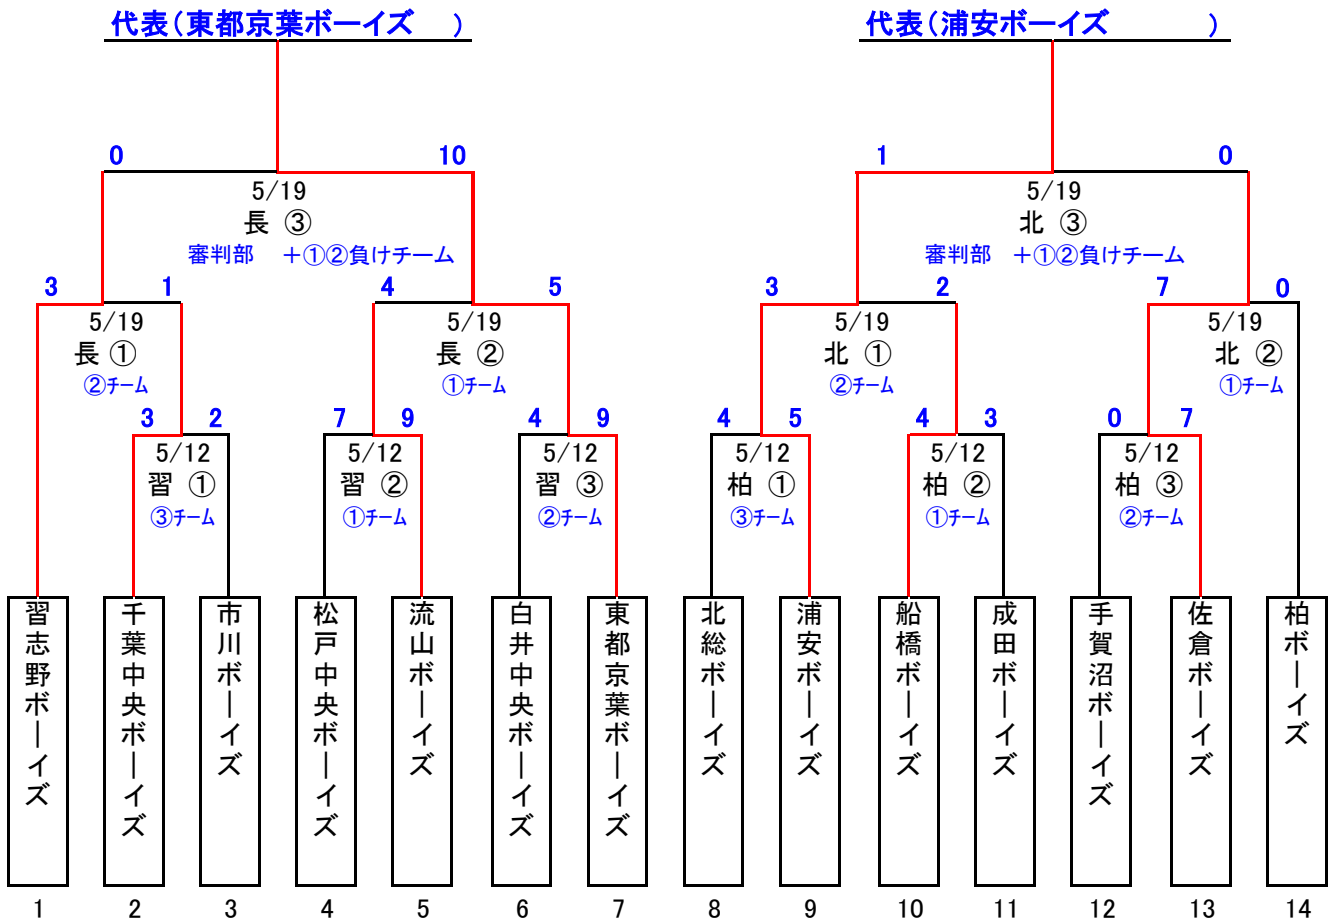 代表(東都京葉ボーイズ　) 代表(浦安ボーイズ　)
0 10 1 0
5/19 5/19
長 ③ 北 ③
審判部　＋①②負けチーム 審判部　＋①②負けチーム
3 1 4 5 3 2 7 0
5/19 5/19 5/19 5/19
長 ① 長 ② 北 ① 北 ②
②チーム ①チーム ②チーム ①チーム
3 2 7 9 4 9 4 5 4 3 0 7
5/12 5/12 5/12 5/12 5/12 5/12
習 ① 習 ② 習 ③ 柏 ① 柏 ② 柏 ③
③チーム ①チーム ②チーム ③チーム ①チーム ②チーム
習志野ボーイズ
千葉中央ボーイズ
市川ボーイズ
松戸中央ボーイズ
流山ボーイズ
白井中央ボーイズ
東都京葉ボーイズ
北総ボーイズ
浦安ボーイズ
船橋ボーイズ
成田ボーイズ
手賀沼ボーイズ
佐倉ボーイズ
柏ボーイズ
1 2 3 4 5 6 7 8 9 10 11 12 13 14